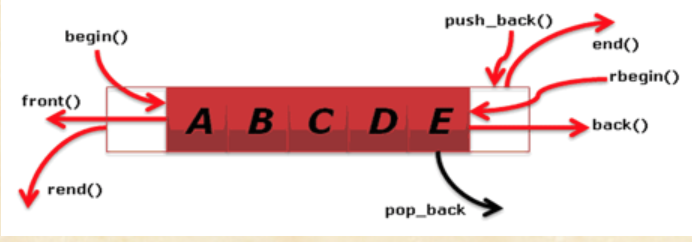 push_back()
begin()
end()
rbegin()
front()
A B C D E
back()
rend()
pop_back